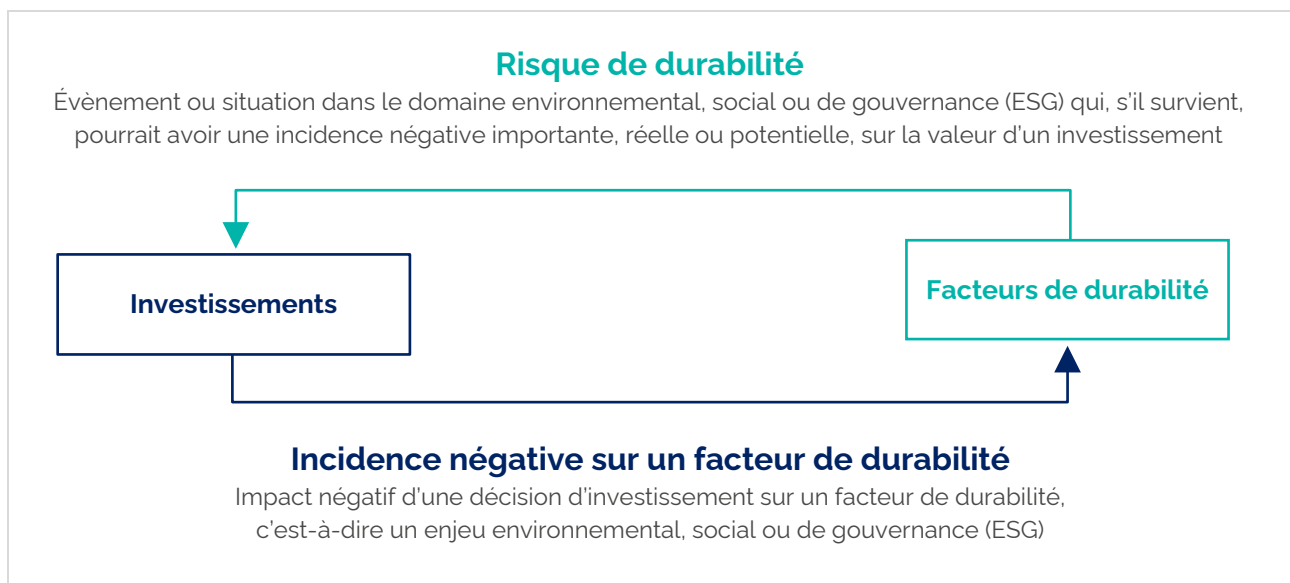 Risque de durabilité
Évènement ou situation dans le domaine environnemental, social ou de gouvernance (ESG) qui, s’il survient,
pourrait avoir une incidence négative importante, réelle ou potentielle, sur la valeur d’un investissement
Investissements
Facteurs de durabilité
Incidence négative sur un facteur de durabilité
Impact négatif d’une décision d’investissement sur un facteur de durabilité,
c’est-à-dire un enjeu environnemental, social ou de gouvernance (ESG)